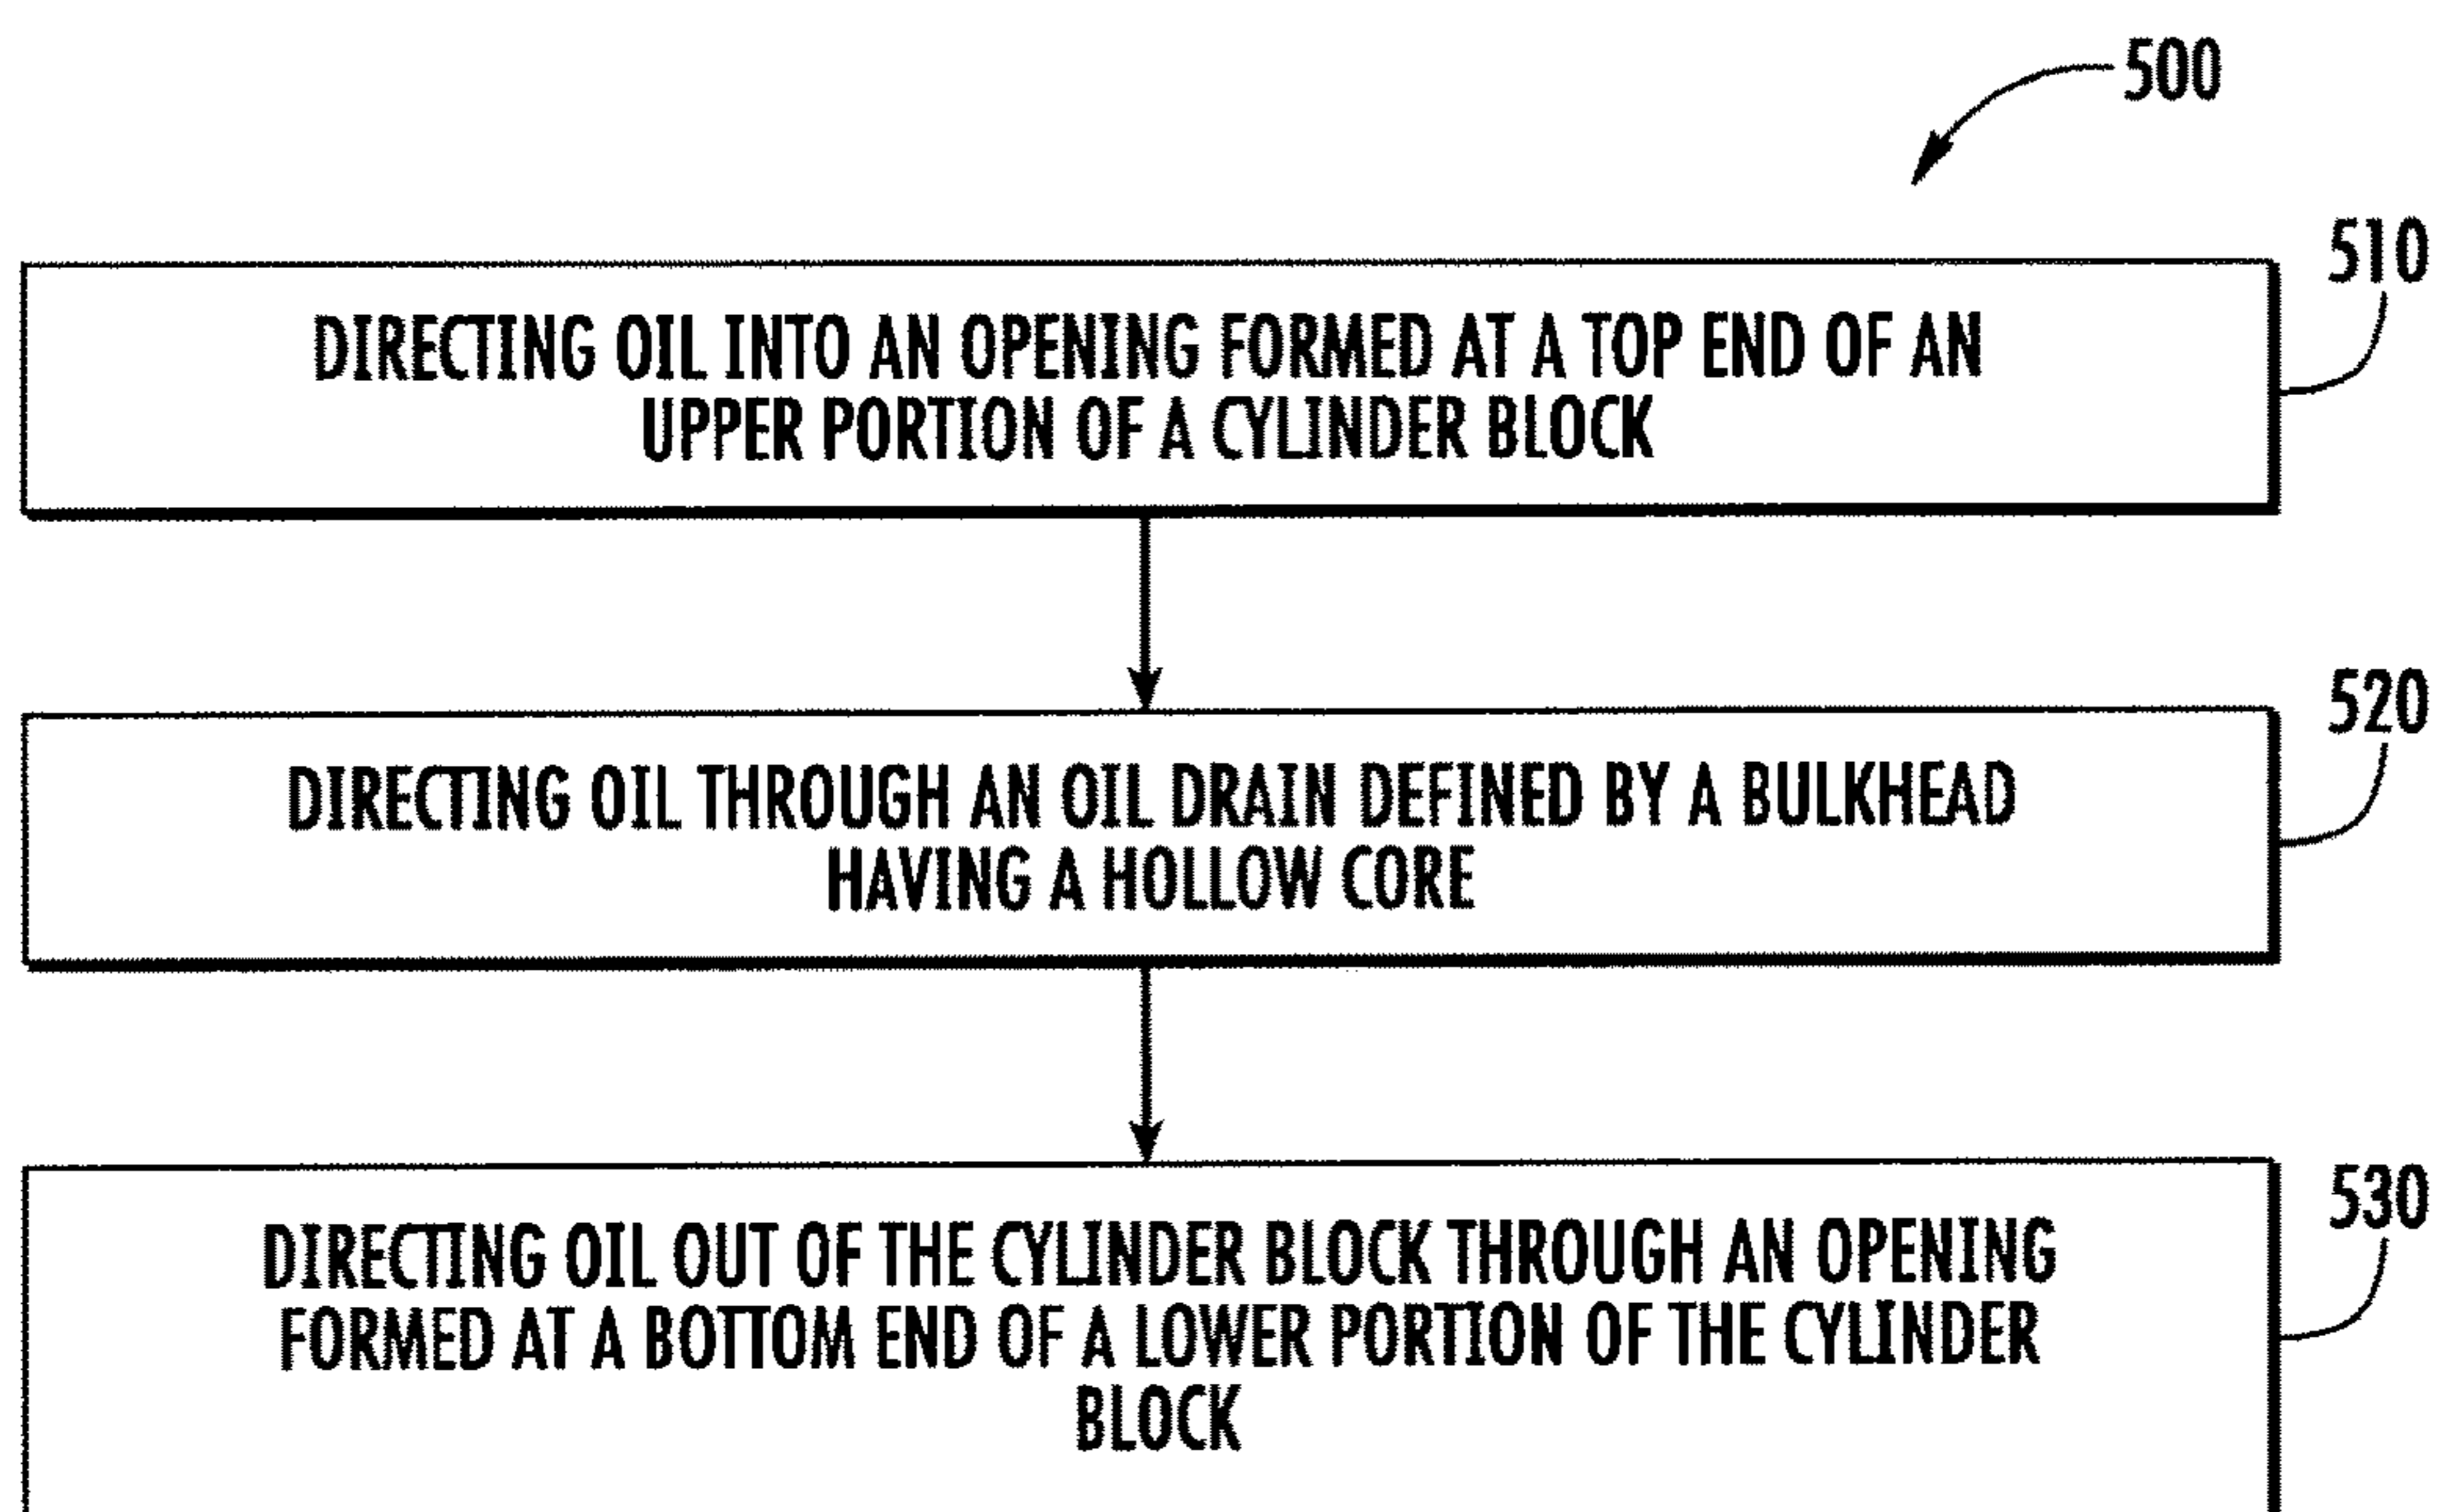 500
510
DIRECTING OIL INTO AN OPENING FORMED AT A TOP END OF AN
UPPER PORTION OF A CYLINDER BLOCK
520
DIRECTING OIL THROUGH AN OIL DRAIN DEFINED BY A BULKHEAD
HAVING A HOLLOW CORE
530
DIRECTING OIL OUT OF THE CYLINDER BLOCK THROUGH AN OPENING
FORMED AT A BOTTOM END OF A LOWER PORTION OF THE CYLINDER
BLOCK